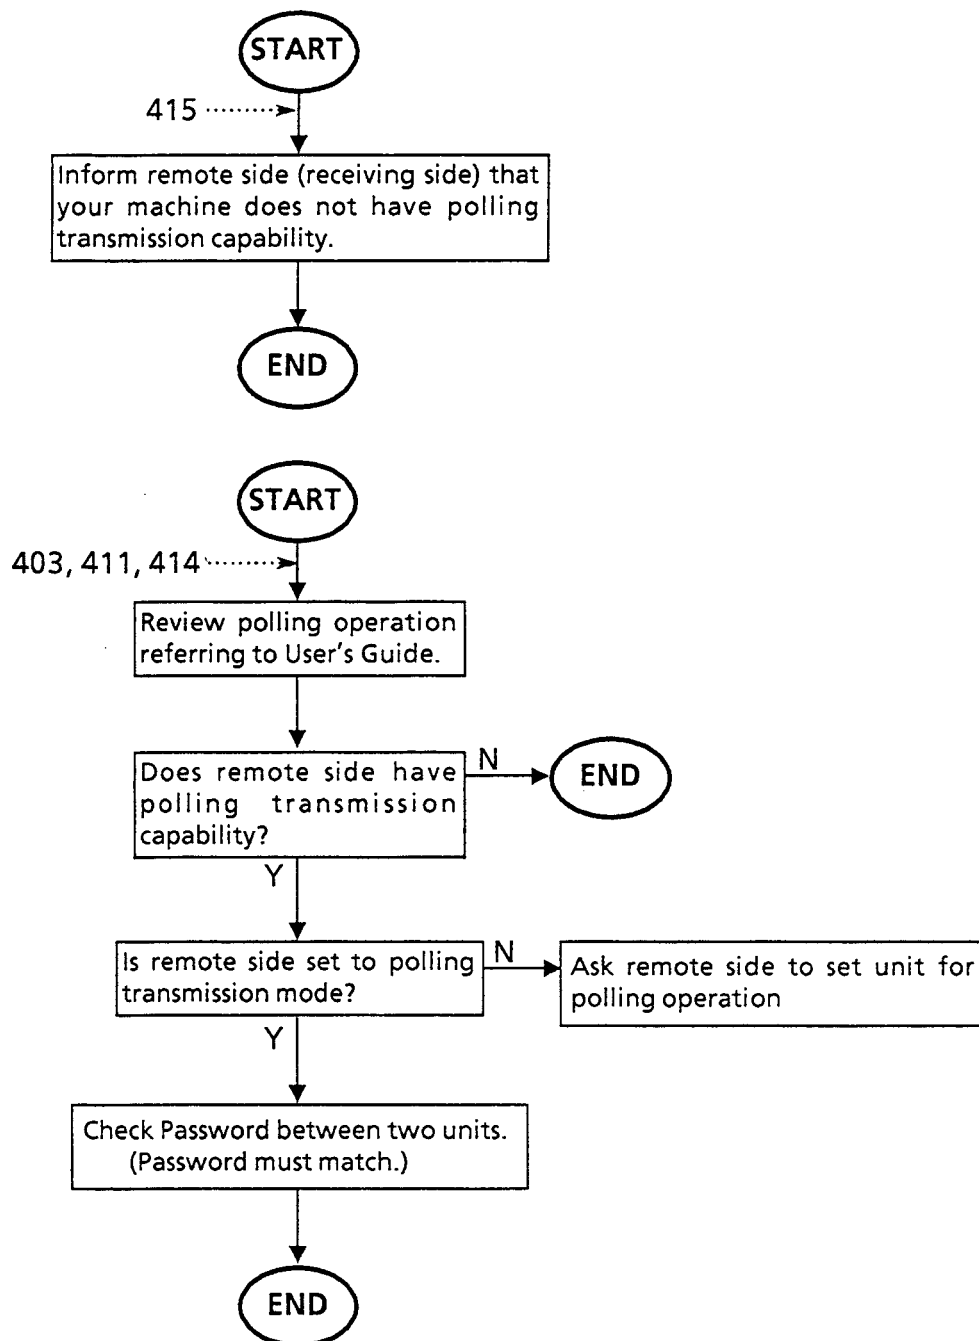 START
415
Inform remote side (receiving side) that
your machine does not have polling
transmission capability.
END
START
403, 411, 414
Review polling operation
referring to User's Guide.
Does remote side have
polling transmission
capability?
N
END
Y
Is remote side set to polling
transmission mode?
N
Ask remote side to set unit for
polling operation
Y
Check Password between two units.
(Password must match.)
END